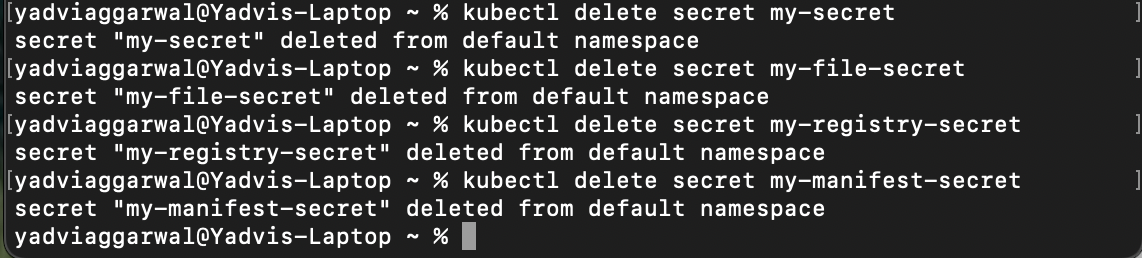 [yadviaggarwal@Yadvis-Laptop ~ % kubectl delete secret my-secret ]
secret "my-secret" deleted from default namespace
[yadviaggarwal@Yadvis-Laptop ~ % kubectl delete secret my-file-secret ]
secret "my-file-secret" deleted from default namespace
[yadviaggarwal@Yadvis-Laptop ~ % kubectl delete secret my-registry-secret ]
secret "my-registry-secret" deleted from default namespace
[yadviaggarwal@Yadvis-Laptop ~ % kubectl delete secret my-manifest-secret ]
secret "my-manifest-secret" deleted from default namespace
yadviaggarwal@Yadvis-Laptop ~ %